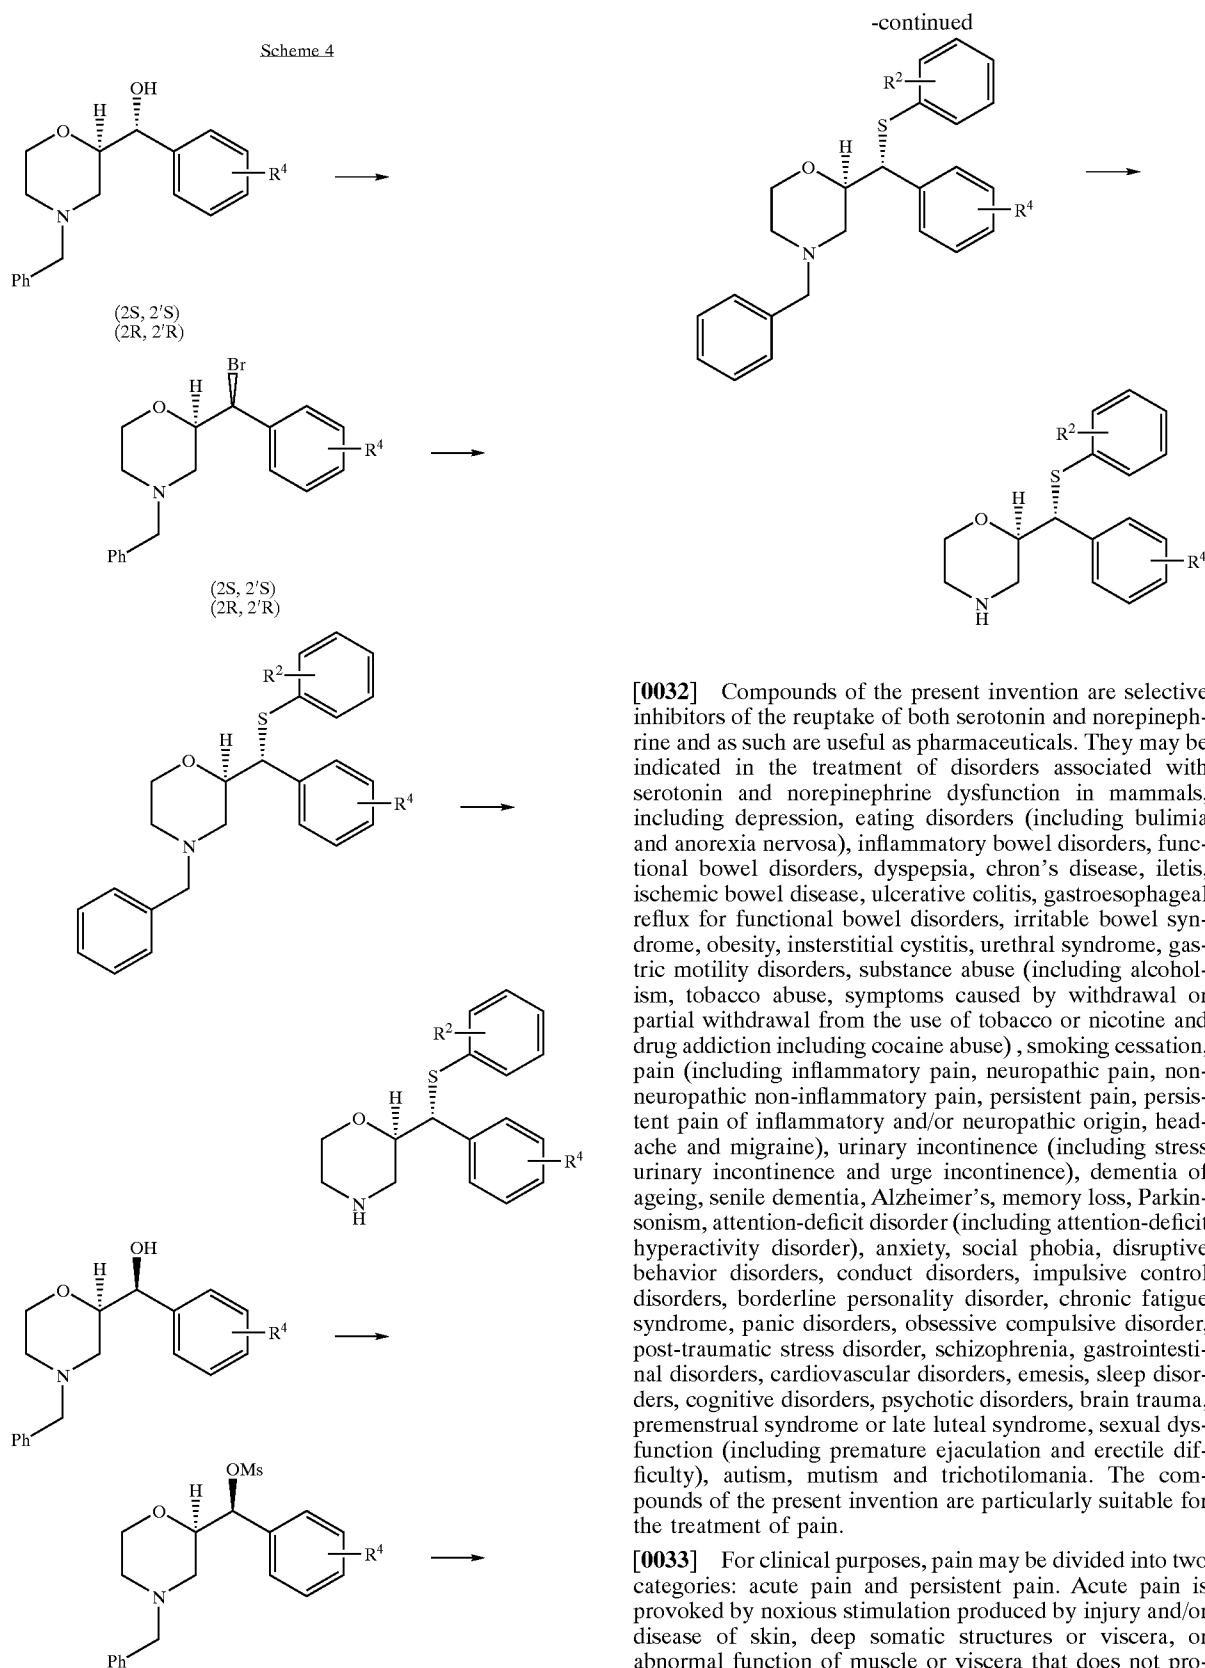 Scheme 4
OH
H
O
R4
N
Ph
(2S, 2'S)
(2R, 2'R)
Br
H
O
R4
N
Ph
(2S, 2'S)
(2R, 2'R)
R2
S
H
O
R4
N
R2
S
H
O
R4
N
H
OH
H
O
R4
N
Ph
OMs
H
O
R4
N
Ph
-continued
R2
S
H
O
R4
N
R2
S
H
O
R4
N
H
[0032] Compounds of the present invention are selective
inhibitors of the reuptake of both serotonin and norepineph-
rine and as such are useful as pharmaceuticals. They may be
indicated in the treatment of disorders associated with
serotonin and norepinephrine dysfunction in mammals,
including depression, eating disorders (including bulimia
and anorexia nervosa), inflammatory bowel disorders, func-
tional bowel disorders, dyspepsia, chron's disease, iletis,
ischemic bowel disease, ulcerative colitis, gastroesophageal
reflux for functional bowel disorders, irritable bowel syn-
drome, obesity, insterstitial cystitis, urethral syndrome, gas-
tric motility disorders, substance abuse (including alcohol-
ism, tobacco abuse, symptoms caused by withdrawal or
partial withdrawal from the use of tobacco or nicotine and
drug addiction including cocaine abuse) , smoking cessation,
pain (including inflammatory pain, neuropathic pain, non-
neuropathic non-inflammatory pain, persistent pain, persis-
tent pain of inflammatory and/or neuropathic origin, head-
ache and migraine), urinary incontinence (including stress
urinary incontinence and urge incontinence), dementia of
ageing, senile dementia, Alzheimer's, memory loss, Parkin-
sonism, attention-deficit disorder (including attention-deficit
hyperactivity disorder), anxiety, social phobia, disruptive
behavior disorders, conduct disorders, impulsive control
disorders, borderline personality disorder, chronic fatigue
syndrome, panic disorders, obsessive compulsive disorder,
post-traumatic stress disorder, schizophrenia, gastrointesti-
nal disorders, cardiovascular disorders, emesis, sleep disor-
ders, cognitive disorders, psychotic disorders, brain trauma,
premenstrual syndrome or late luteal syndrome, sexual dys-
function (including premature ejaculation and erectile dif-
ficulty), autism, mutism and trichotilomania. The com-
pounds of the present invention are particularly suitable for
the treatment of pain.
[0033] For clinical purposes, pain may be divided into two
categories: acute pain and persistent pain. Acute pain is
provoked by noxious stimulation produced by injury and/or
disease of skin, deep somatic structures or viscera, or
abnormal function of muscle or viscera that does not pro-